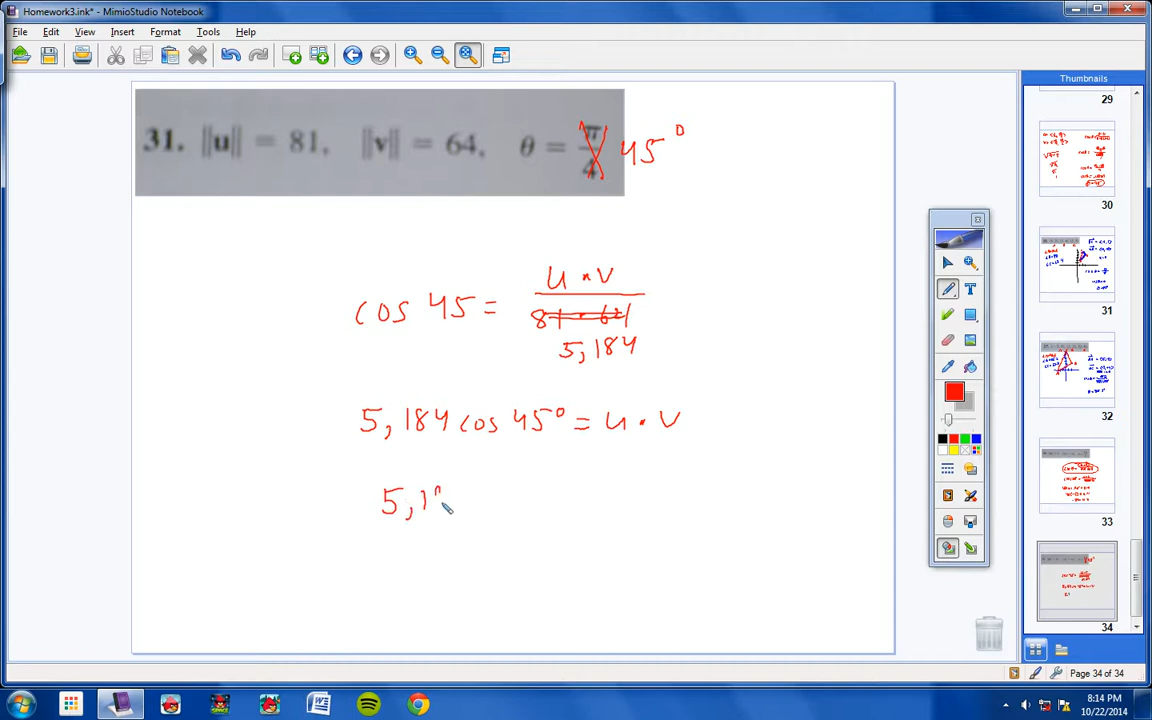 Homework3.ink* - MimioStudio Notebook
File Edit View Insert Format Tools Help
Thumbnails
29
30
31
32
33
34
31. ||u|| = 81, ||v|| = 64, θ = π/4 45°
cos 45 = u · v
81 · 64
5,184
5,184 cos 45° = u · v
5,1
Page 34 of 34
8:14 PM
10/22/2014